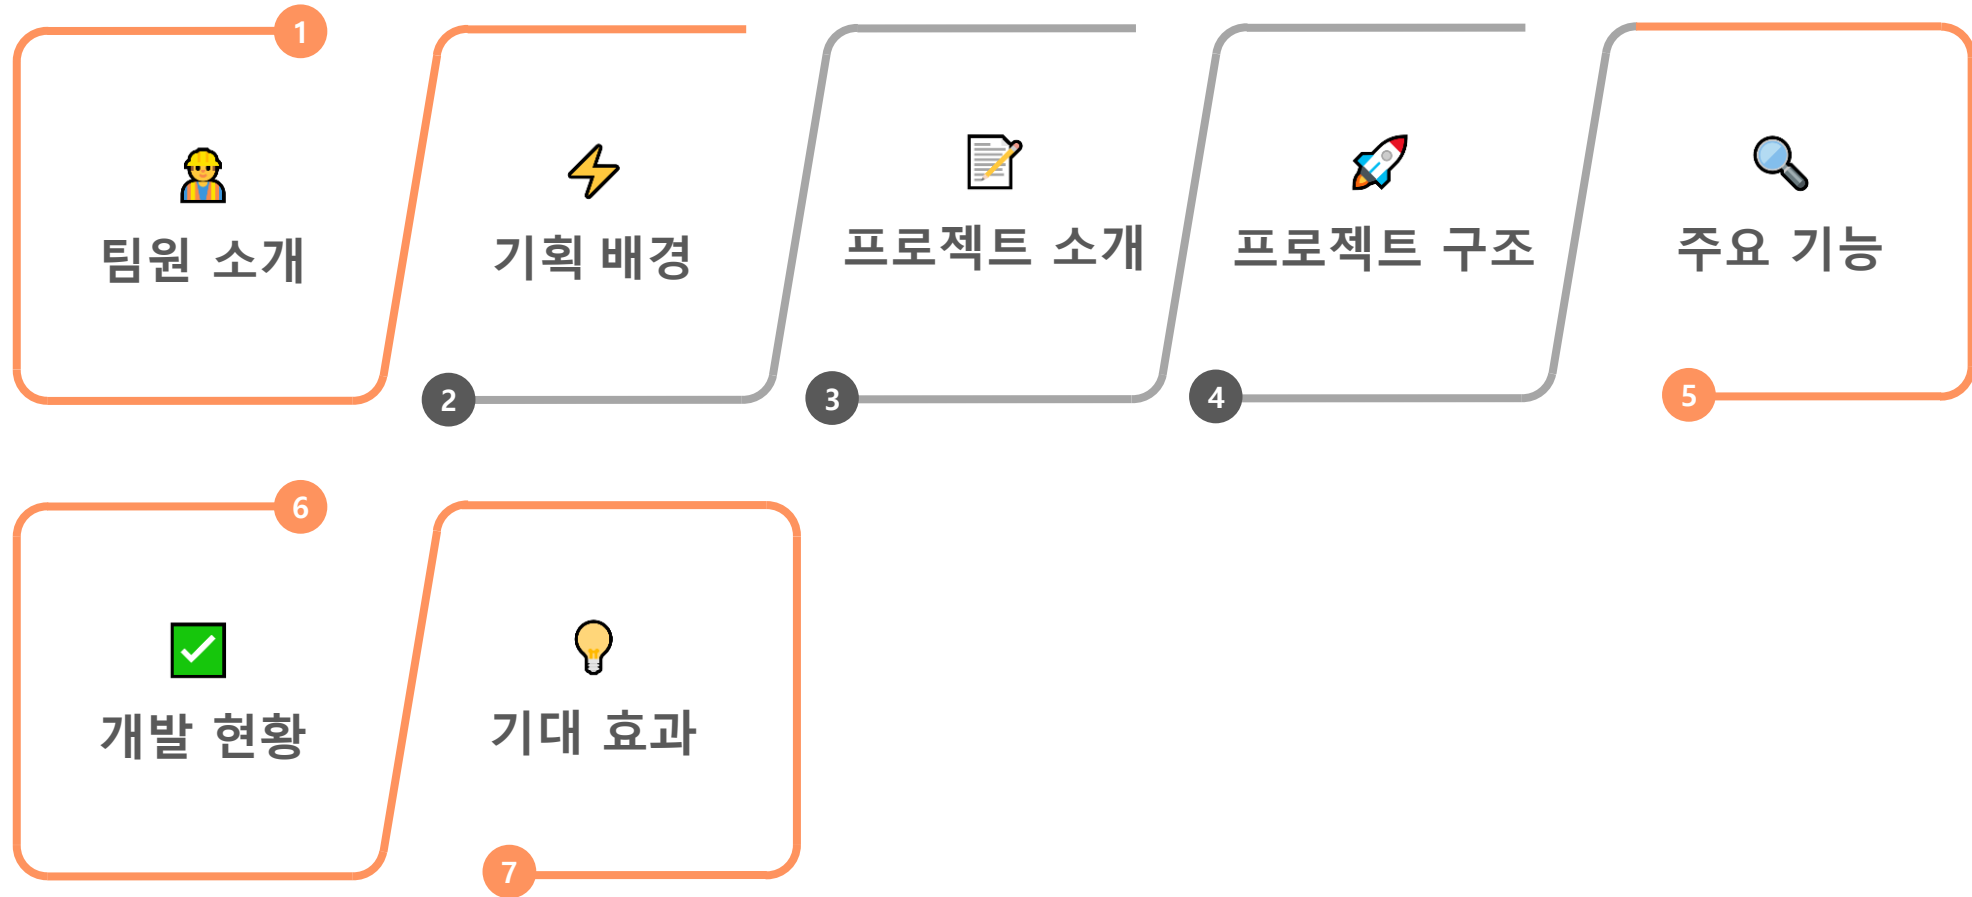 1
팀원 소개
기획 배경
2
프로젝트 소개
3
프로젝트 구조
4
주요 기능
5
6
개발 현황
기대 효과
7